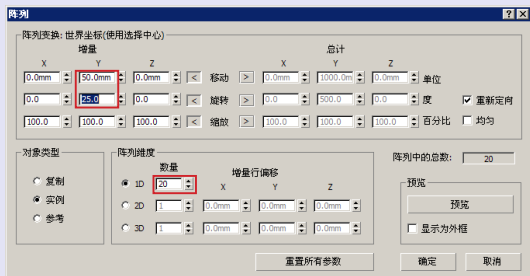 阵列
阵列变换: 世界坐标(使用选择中心)
增量 总计
X Y Z X Y Z
0.0mm 50.0mm 0.0mm < 移动 > 0.0mm 1000.0m 0.0mm 单位
0.0 25.0 0.0 < 旋转 > 0.0 500.0 0.0 度 重新定向
100.0 100.0 100.0 < 缩放 > 100.0 100.0 100.0 百分比 均匀
对象类型
复制
实例
参考
阵列维度
数量 增量行偏移
X Y Z
1D 20
2D 1 0.0mm 0.0mm 0.0mm
3D 1 0.0mm 0.0mm 0.0mm
阵列中的总数: 20
预览
预览
显示为外框
重置所有参数 确定 取消